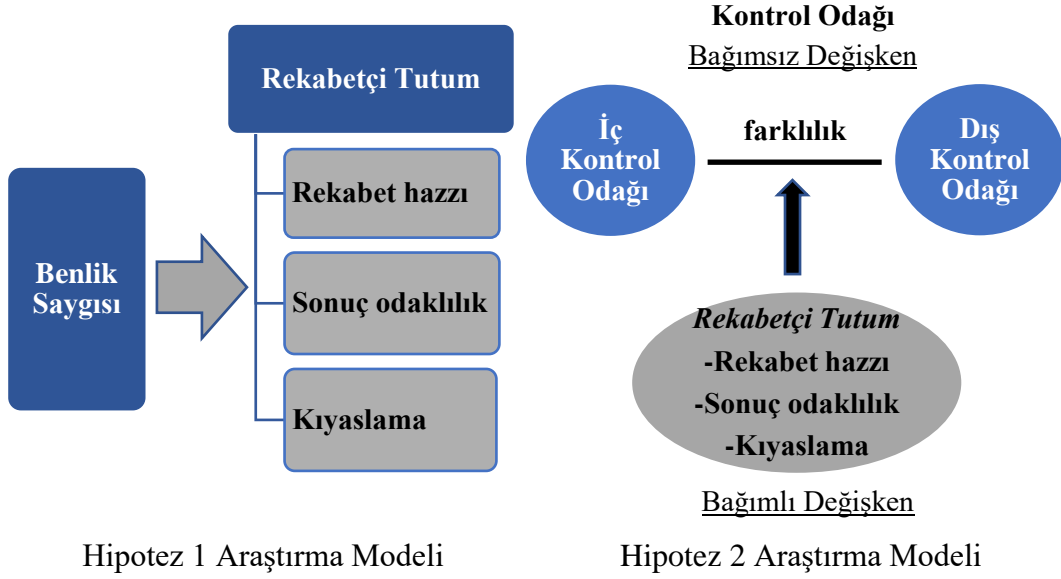 Rekabetçi Tutum
Rekabet hazzı
Benlik
Saygısı
Sonuç odaklılık
Kıyaslama
Hipotez 1 Araştırma Modeli
Kontrol Odağı
Bağımsız Değişken
İç
Kontrol
Odağı
farklılık
Dış
Kontrol
Odağı
Rekabetçi Tutum
-Rekabet hazzı
-Sonuç odaklılık
-Kıyaslama
Bağımlı Değişken
Hipotez 2 Araştırma Modeli